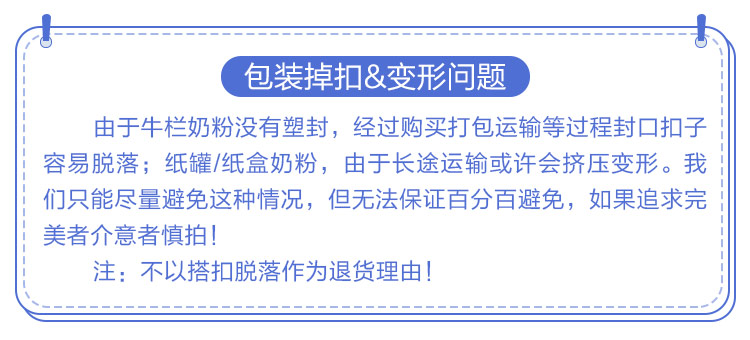 包装掉扣&变形问题
由于牛栏奶粉没有塑封，经过购买打包运输等过程封口扣子
容易脱落；纸罐/纸盒奶粉，由于长途运输或许会挤压变形。我
们只能尽量避免这种情况，但无法保证百分百避免，如果追求完
美者介意者慎拍！
注：不以搭扣脱落作为退货理由！